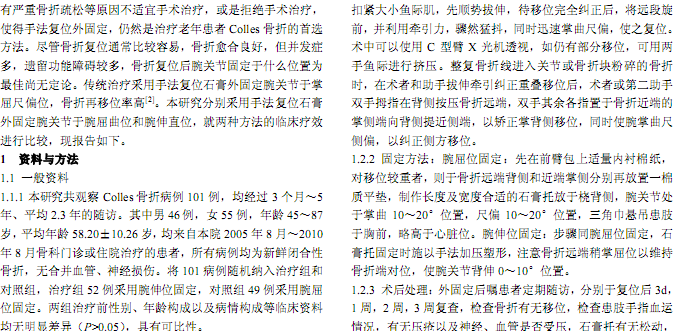 有严重骨折疏松等原因不适宜手术治疗，或是拒绝手术治疗，
使得手法复位外固定，仍然是治疗老年患者 Colles 骨折的首选
方法。尽管骨折复位通常比较容易，骨折愈合良好，但并发症
多，遗留功能障碍较多，骨折复位后腕关节固定于什么位置为
最佳尚无定论。传统治疗采用手法复位石膏外固定腕关节于掌
屈尺偏位，骨折再移位率高[2]。本研究分别采用手法复位石膏
外固定腕关节于腕屈曲位和腕伸直位，就两种方法的临床疗效
进行比较，现报告如下。
1 资料与方法
1.1 一般资料
1.1.1 本研究共观察 Colles 骨折病例 101 例，均经过 3 个月～5
年、平均 2.3 年的随访。其中男 46 例，女 55 例，年龄 45～87
岁，平均年龄 58.20±10.26 岁，均来自本院 2005 年 8 月～2010
年 8 月骨科门诊或住院治疗的患者，所有病例均为新鲜闭合性
骨折，无合并血管、神经损伤。将 101 病例随机纳入治疗组和
对照组，治疗组 52 例采用腕伸位固定，对照组 49 例采用腕屈
位固定。两组治疗前性别、年龄构成以及病情构成等临床资料
均无明显差异（P>0.05），具有可比性。
扣紧大小鱼际肌，先顺势拔伸，待移位完全纠正后，将远段旋
前，并利用牵引力，骤然猛抖，同时迅速掌曲尺偏，使之复位。
术中可以使用 C 型臂 X 光机透视，如仍有部分移位，可用两
手鱼际进行挤压。整复骨折线进入关节或骨折块粉碎的骨折
时，在术者和助手拔伸牵引纠正重叠移位后，术者或第二助手
双手拇指在背侧按压骨折远端，双手其余各指置于骨折近端的
掌侧端向背侧提近侧端，以矫正掌背侧移位，同时使腕掌曲尺
侧偏，以纠正侧方移位。
1.2.2 固定方法：腕屈位固定：先在前臂包上适量内衬棉纸，
对移位较重者，则于骨折远端背侧和近端掌侧分别再放置一棉
质平垫，制作长度及宽度合适的石膏托放于桡背侧，腕关节处
于掌曲 10～20°位置，尺偏 10～20°位置，三角巾悬吊患肢
于胸前，略高于心脏位。腕伸位固定：步骤同腕屈位固定，石
膏托固定时施以手法加压塑形，注意骨折远端稍掌屈位以维持
骨折端对位，使腕关节背伸 0～10°位置。
1.2.3 术后处理：外固定后嘱患者定期随访，分别于复位后 3d，
1 周，2 周，3 周复查，检查骨折有无移位，检查患肢手指血运
情况，有无压疮以及神经、血管是否受压，石膏托有无松动，